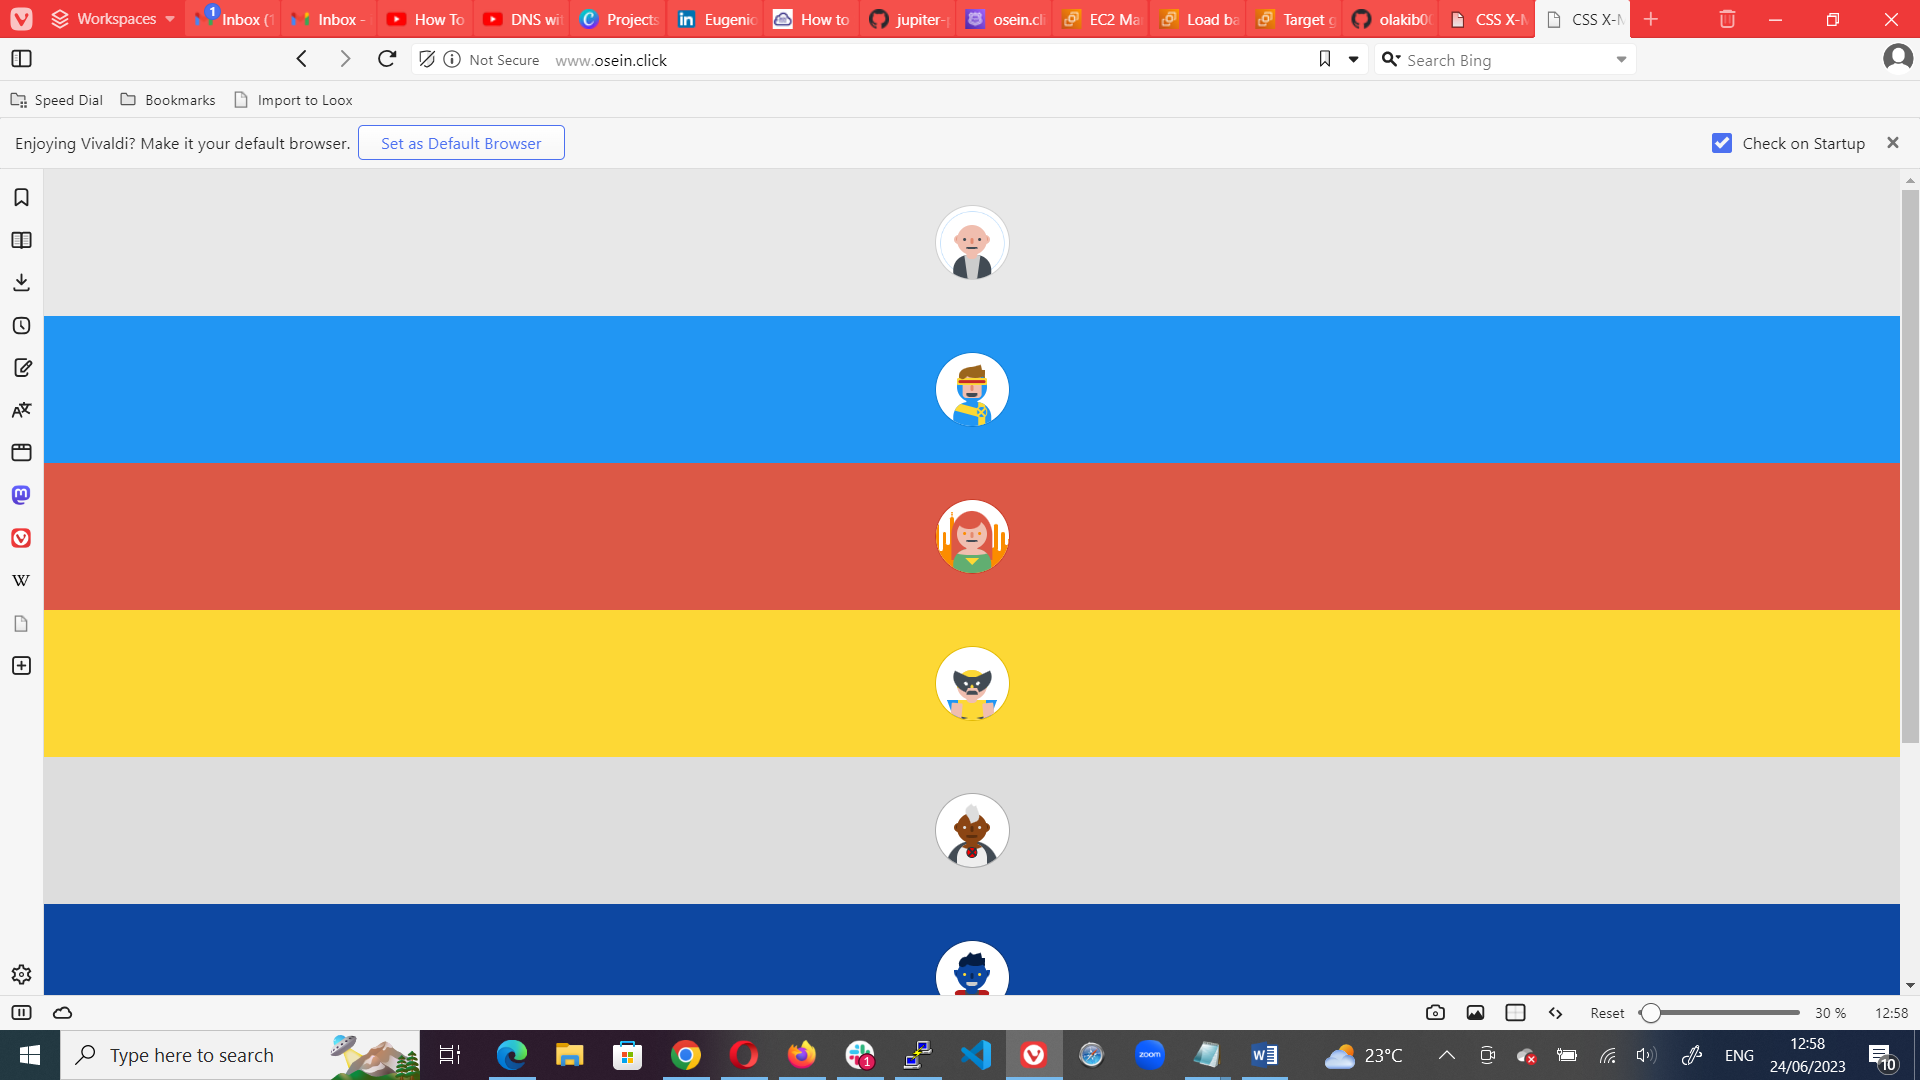 Workspaces
1
Inbox (1
Inbox -
How To
DNS wit
Projects
Eugenio
How to
jupiter-
osein.cli
EC2 Ma
Load ba
Target g
olakib0
CSS X-M
CSS X-M
Not Secure www.osein.click
Search Bing
Speed Dial Bookmarks Import to Loox
Enjoying Vivaldi? Make it your default browser. Set as Default Browser
Check on Startup
W
Reset 30 % 12:58
Type here to search
1
zoom
23°C
ENG
12:58
24/06/2023
10